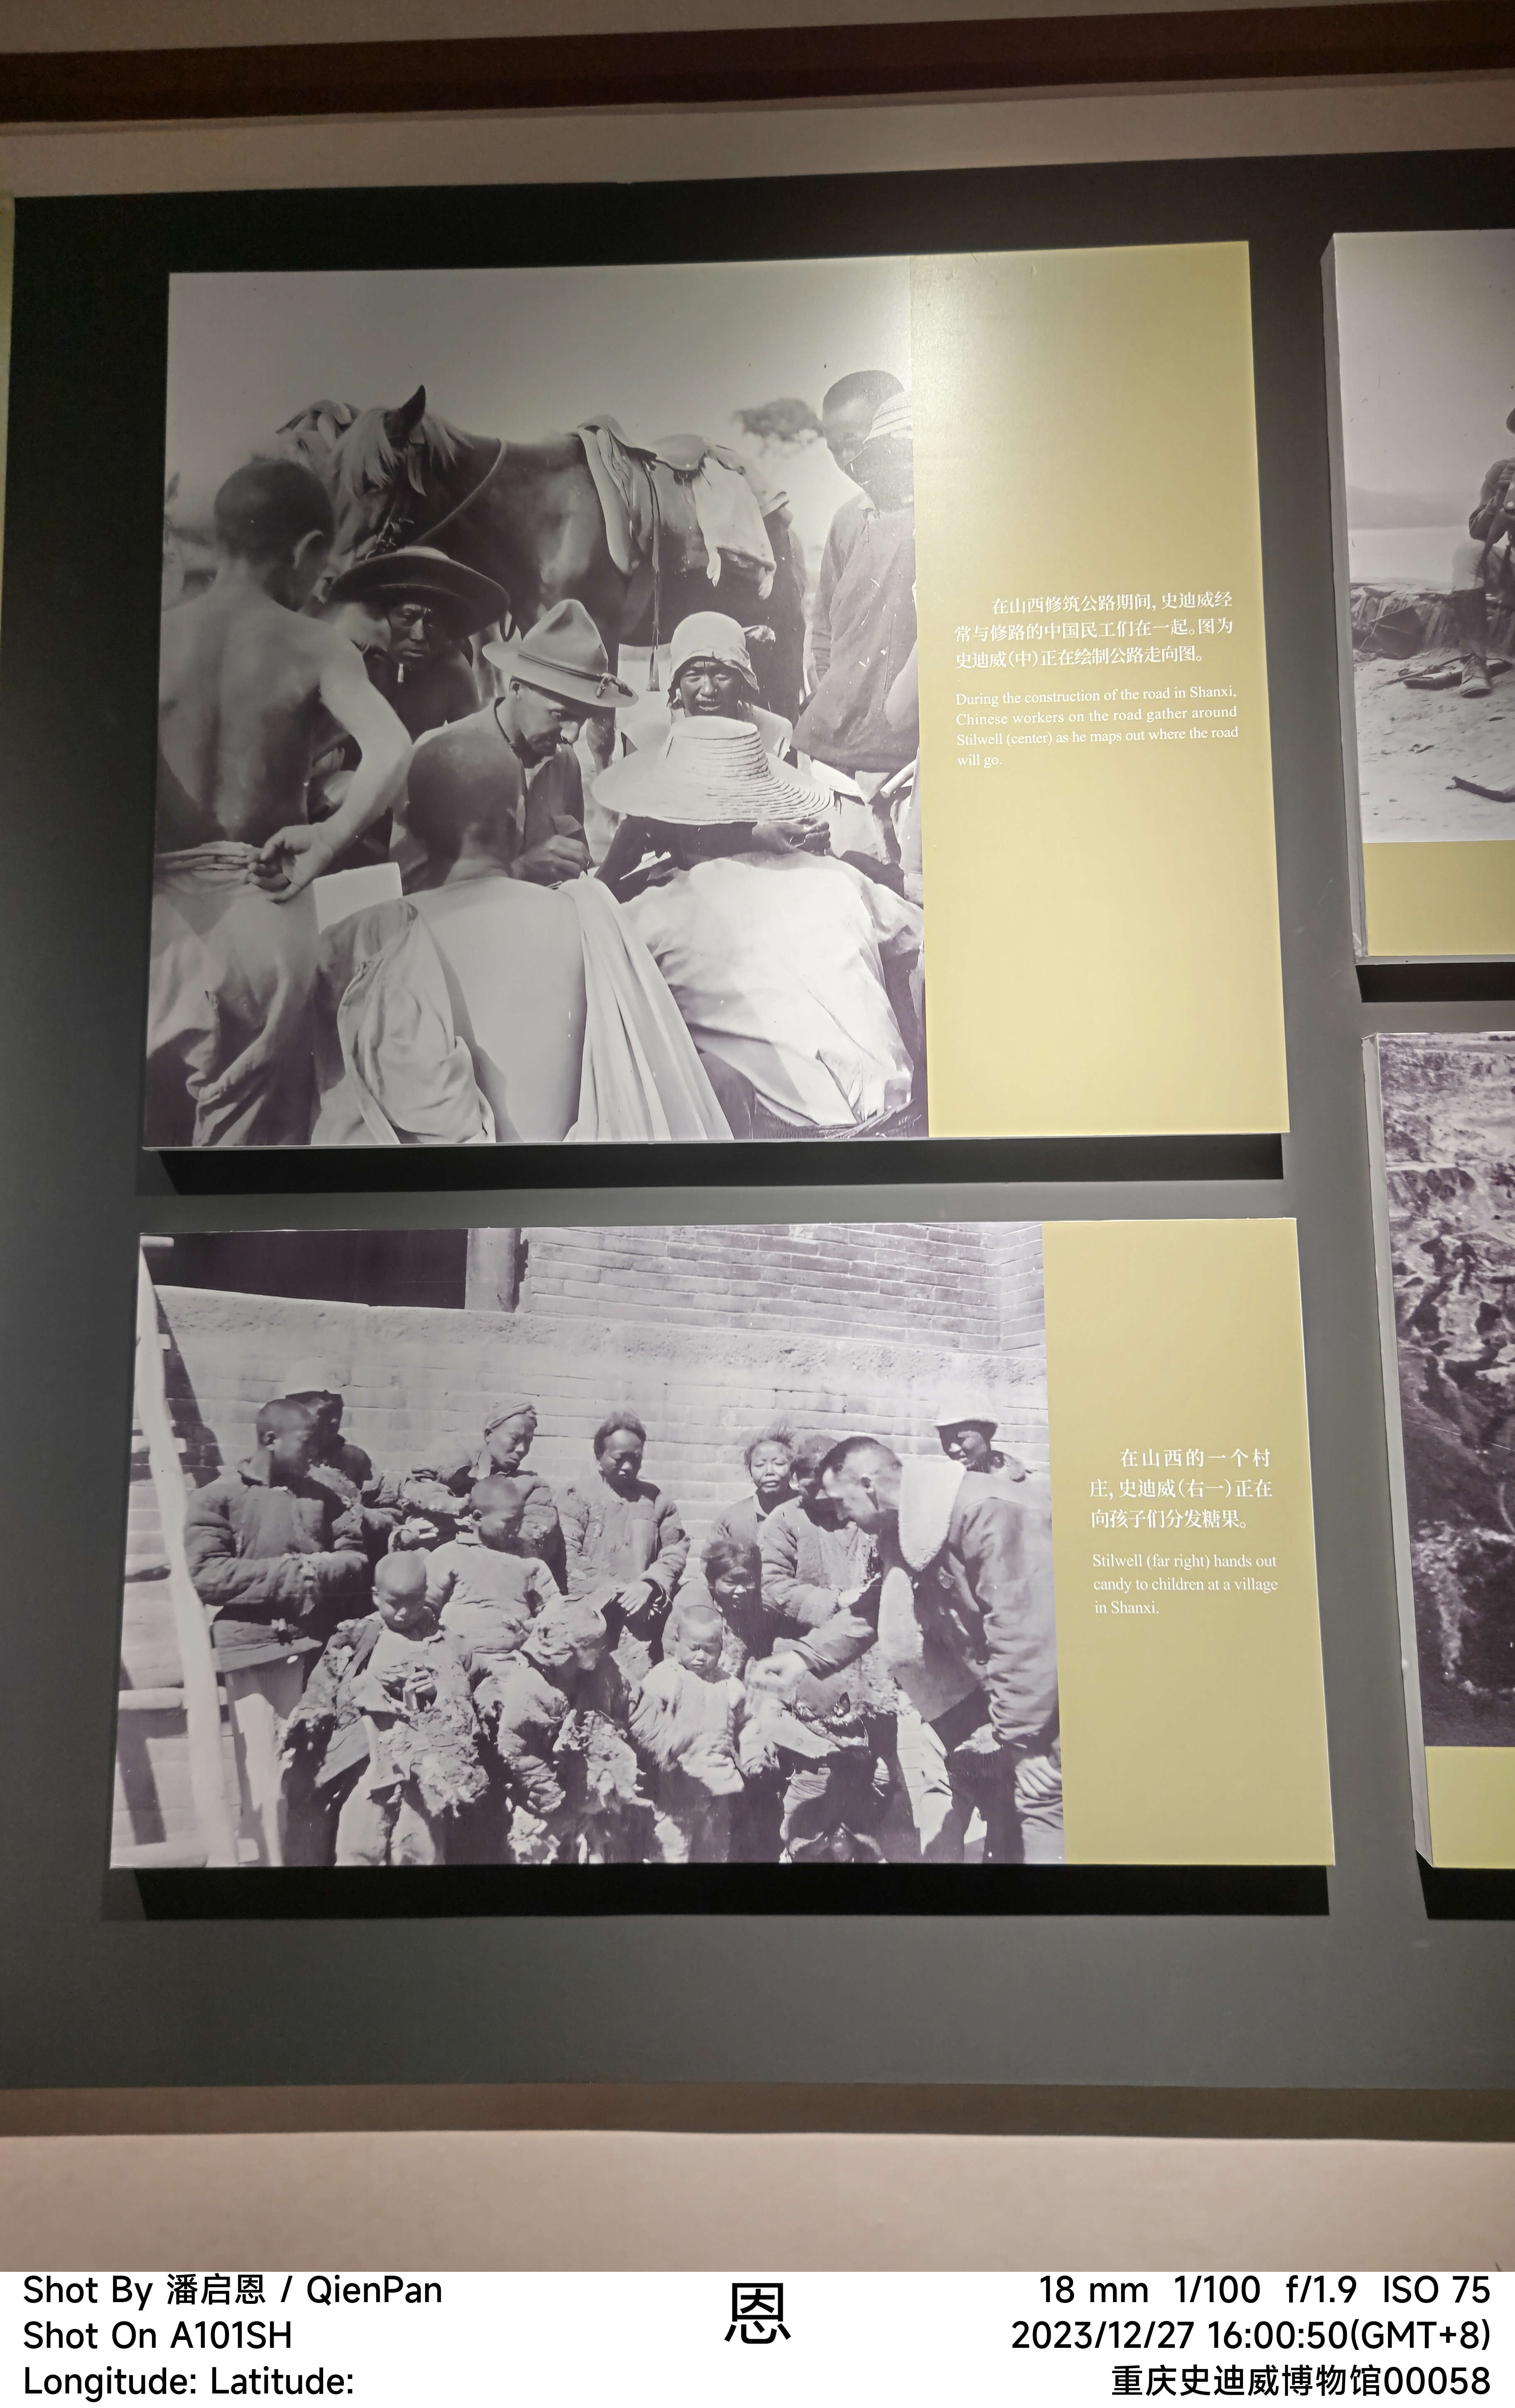 在山西修筑公路期间，史迪威经
常与修路的中国民工们在一起。图为
史迪威（中）正在绘制公路走向图。
During the construction of the road in Shanxi,
Chinese workers on the road gather around
Stilwell (center) as he maps out where the road
will go.
在山西的一个村
庄，史迪威（右一）正在
向孩子们分发糖果。
Stilwell (far right) hands out
candy to children at a village
in Shanxi.
Shot By 潘启恩 / QienPan
Shot On A101SH
Longitude: Latitude:
恩
18 mm 1/100 f/1.9 ISO 75
2023/12/27 16:00:50(GMT+8)
重庆史迪威博物馆00058